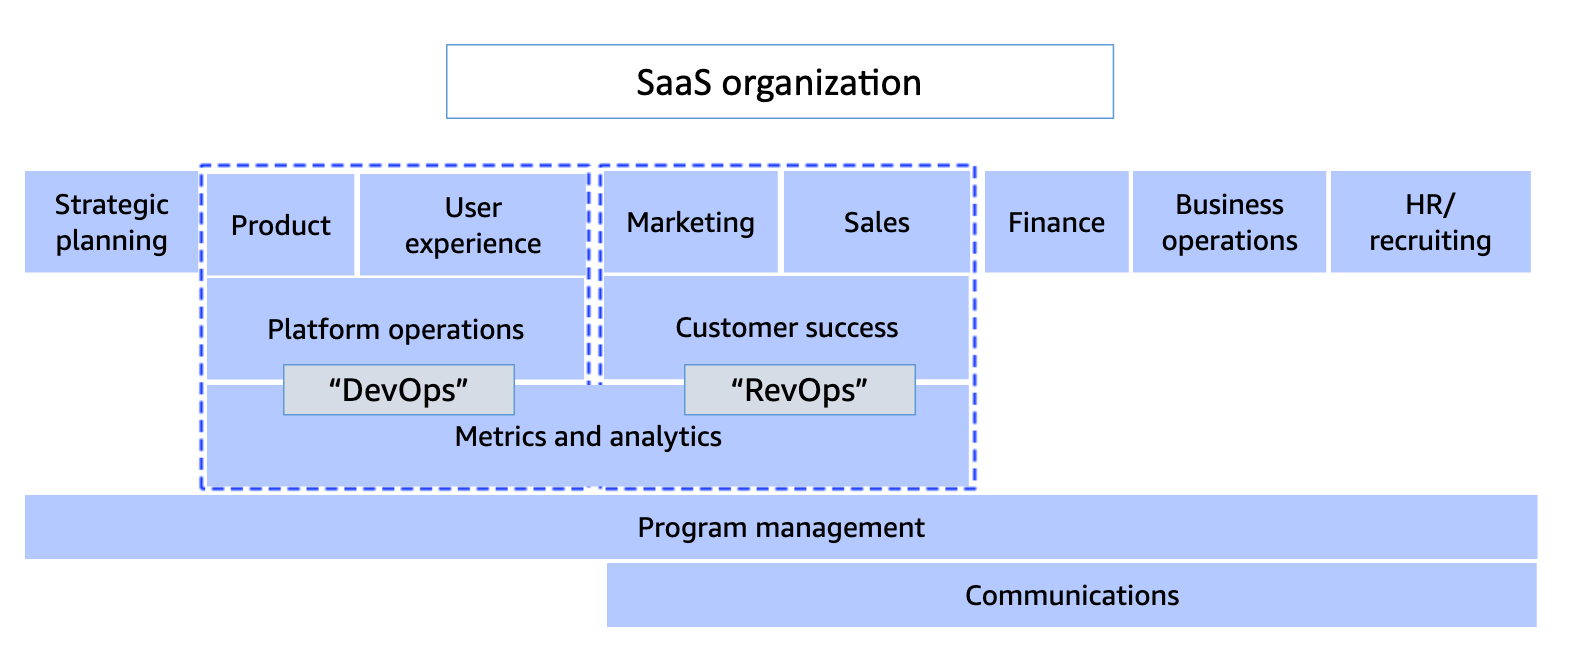 SaaS organization
Strategic
planning
Product
User
experience
Marketing
Sales
Finance
Business
operations
HR/
recruiting
Platform operations
Customer success
“DevOps”
“RevOps”
Metrics and analytics
Program management
Communications